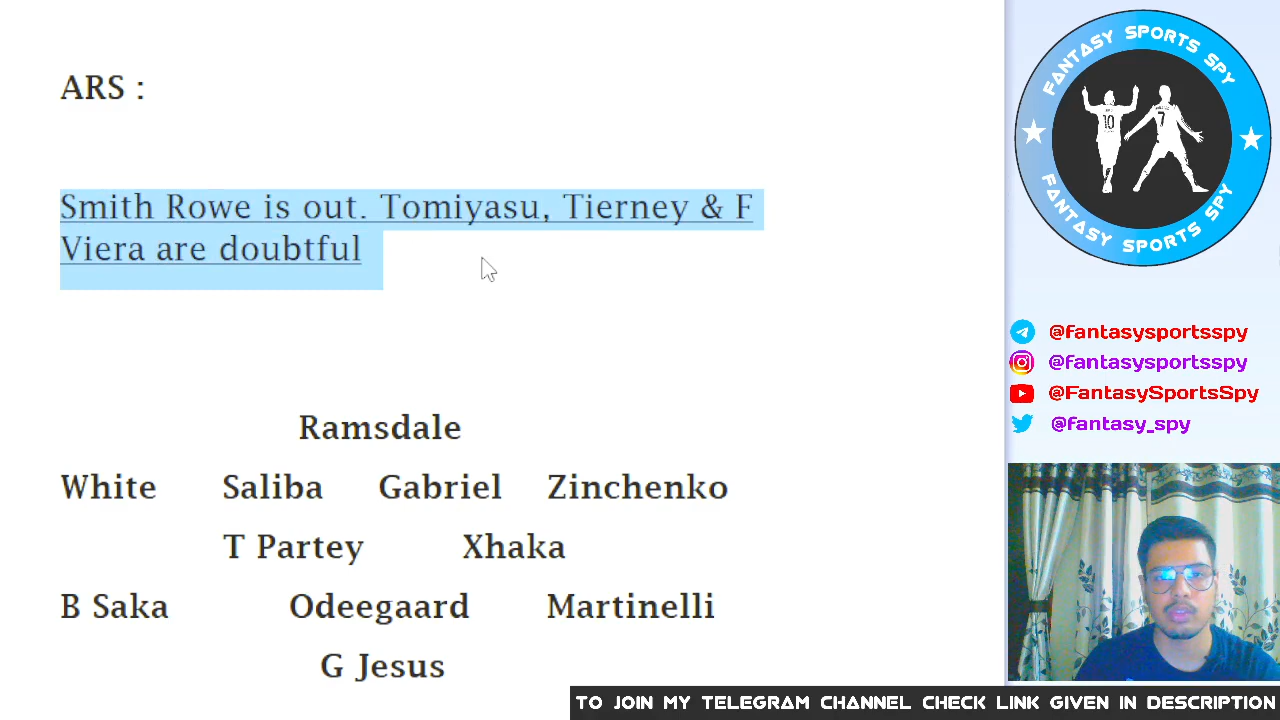 ARS :
Smith Rowe is out. Tomiyasu, Tierney & F
Viera are doubtful
Ramsdale
White Saliba Gabriel Zinchenko
T Partey Xhaka
B Saka Odeegaard Martinelli
G Jesus
FANTASY SPORTS SPY
10 7
FANTASY SPORTS SPY
@fantasysportsspy
@fantasysportsspy
@FantasySportsSpy
@fantasy_spy
TO JOIN MY TELEGRAM CHANNEL CHECK LINK GIVEN IN DESCRIPTION